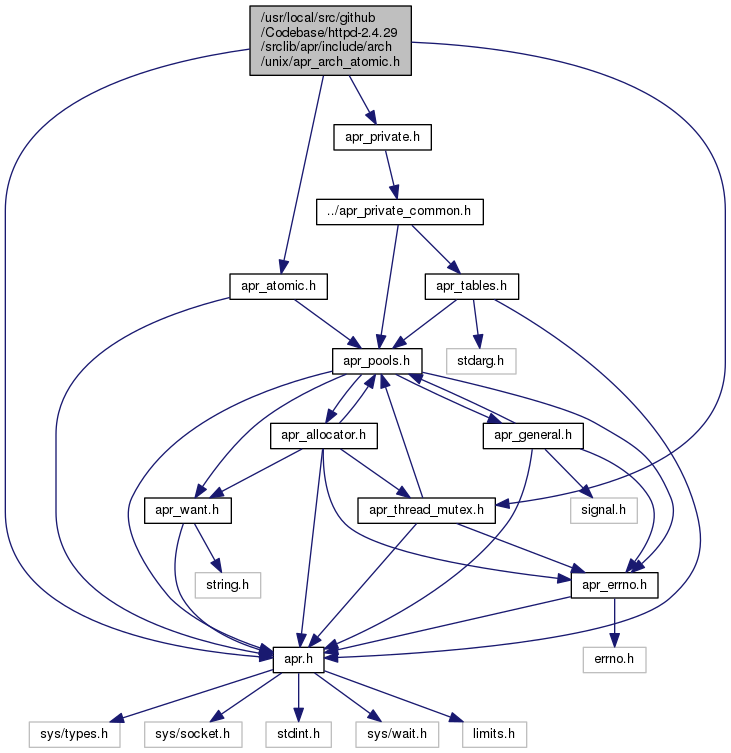 /usr/local/src/github
/Codebase/httpd-2.4.29
/srclib/apr/include/arch
/unix/apr_arch_atomic.h
apr_private.h
../apr_private_common.h
apr_atomic.h
apr_tables.h
apr_pools.h
stdarg.h
apr_allocator.h
apr_general.h
apr_want.h
apr_thread_mutex.h
signal.h
string.h
apr_errno.h
apr.h
errno.h
sys/types.h
sys/socket.h
stdint.h
sys/wait.h
limits.h